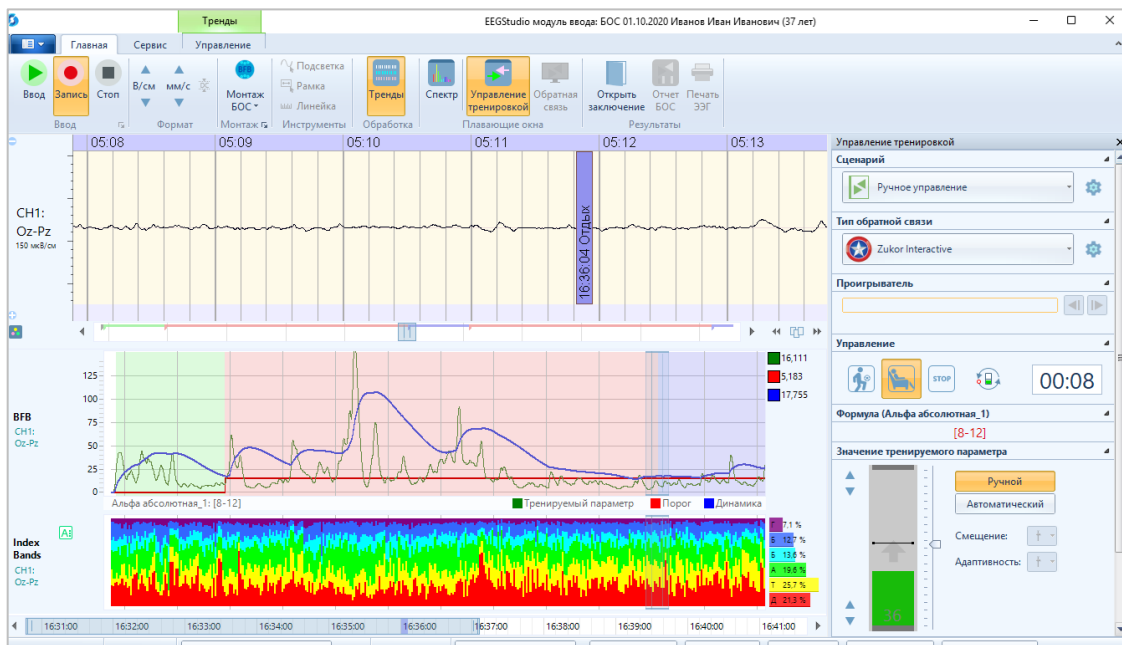 Тренды
EEGStudio модуль ввода: БОС 01.10.2020 Иванов Иван Иванович (37 лет)
Главная Сервис Управление
Ввод Запись Стоп
В/см мм/с
BFB
Монтаж БОС
Подсветка
Рамка
Линейка
Тренды
Спектр
Управление тренировкой
Обратная связь
Открыть заключение
Отчет БОС
Печать ЭЭГ
Ввод Формат Монтаж Инструменты Обработка Плавающие окна Результаты
05:08 05:09 05:10 05:11 05:12 05:13
CH1:
Oz-Pz
150 мкВ/см
16:36:04 Отдых
125
100
75
50
25
0
BFB
CH1:
Oz-Pz
16,111
5,183
17,755
Альфа абсолютная_1: [8-12] Тренируемый параметр Порог Динамика
Index
Bands
CH1:
Oz-Pz
Г 7,1 %
Б 12,7 %
Б 13,6 %
А 19,6 %
Т 25,7 %
Д 21,3 %
16:31:00 16:32:00 16:33:00 16:34:00 16:35:00 16:36:00 16:37:00 16:38:00 16:39:00 16:40:00 16:41:00
Управление тренировкой
Сценарий
Ручное управление
Тип обратной связи
Zukor Interactive
Проигрыватель
Управление
STOP
00:08
Формула (Альфа абсолютная_1)
[8-12]
Значение тренируемого параметра
Ручной
Автоматический
Смещение:
Адаптивность:
36